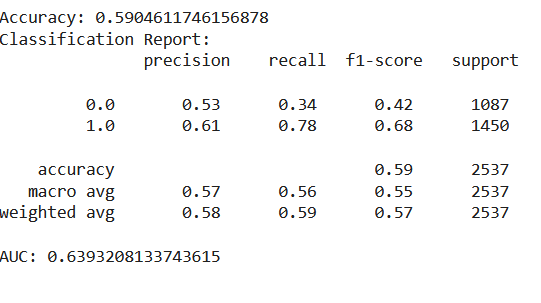 Accuracy: 0.5904611746156878
Classification Report:
precision recall f1-score support
0.0 0.53 0.34 0.42 1087
1.0 0.61 0.78 0.68 1450
accuracy 0.59 2537
macro avg 0.57 0.56 0.55 2537
weighted avg 0.58 0.59 0.57 2537
AUC: 0.6393208133743615